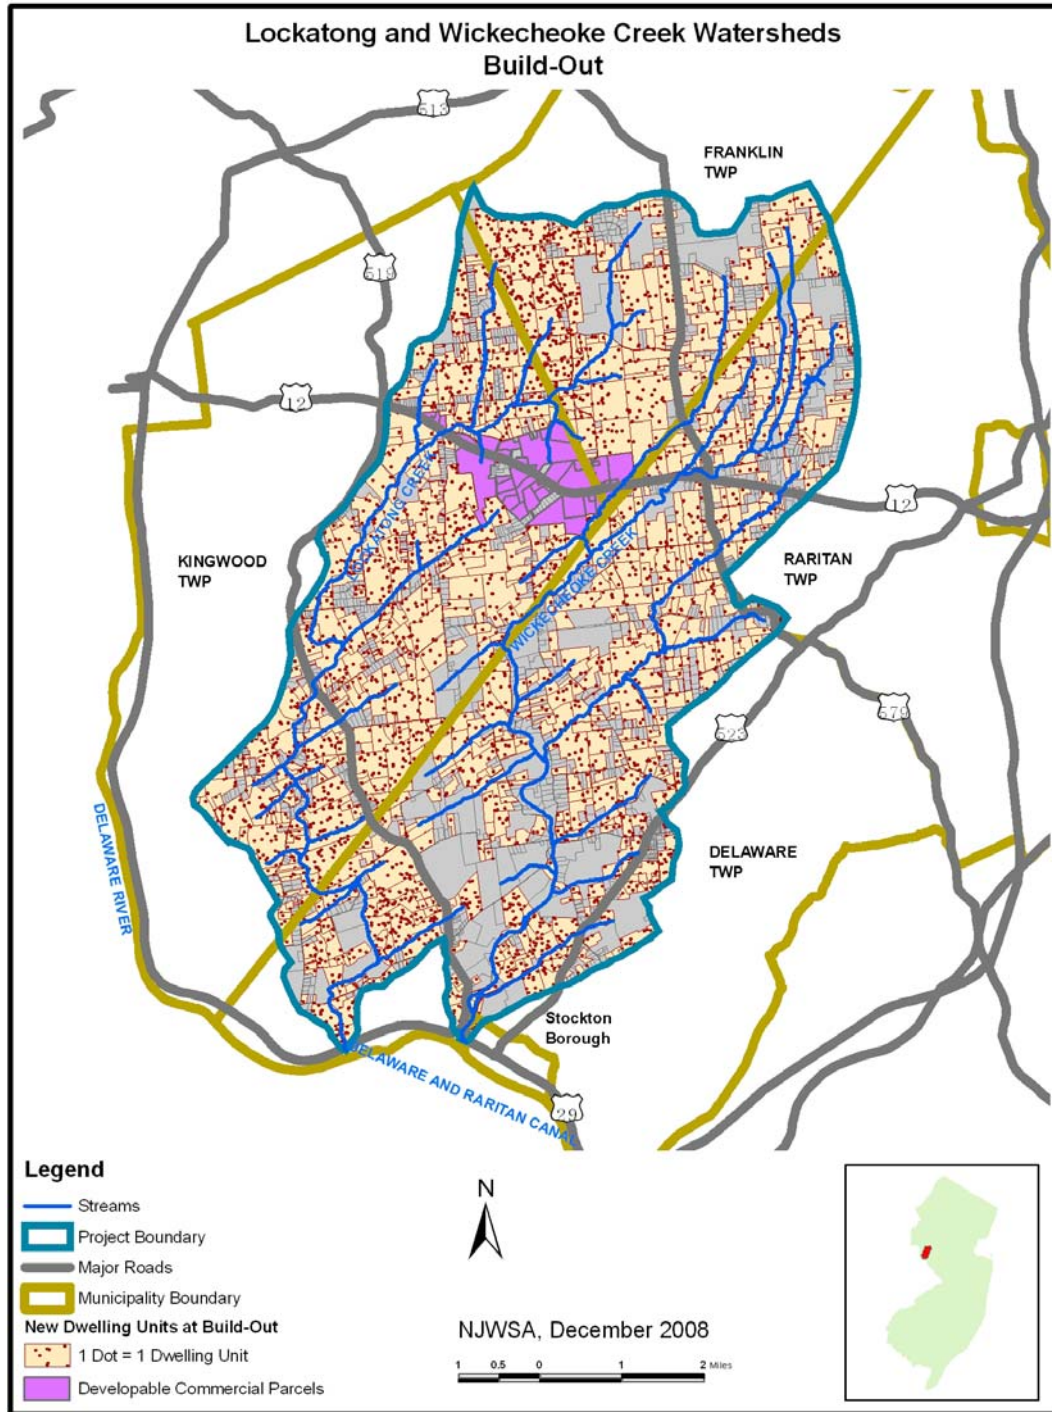 Lockatong and Wickecheoke Creek Watersheds
Build-Out
513
FRANKLIN
TWP
519
12
LOCKATONG CREEK
12
KINGWOOD
TWP
WICKECHEOKE CREEK
RARITAN
TWP
579
523
DELAWARE RIVER
DELAWARE
TWP
Stockton
Borough
DELAWARE AND RARITAN CANAL
29
Legend
Streams
Project Boundary
Major Roads
Municipality Boundary
New Dwelling Units at Build-Out
1 Dot = 1 Dwelling Unit
Developable Commercial Parcels
N
NJWSA, December 2008
1 0.5 0 1 2 Miles